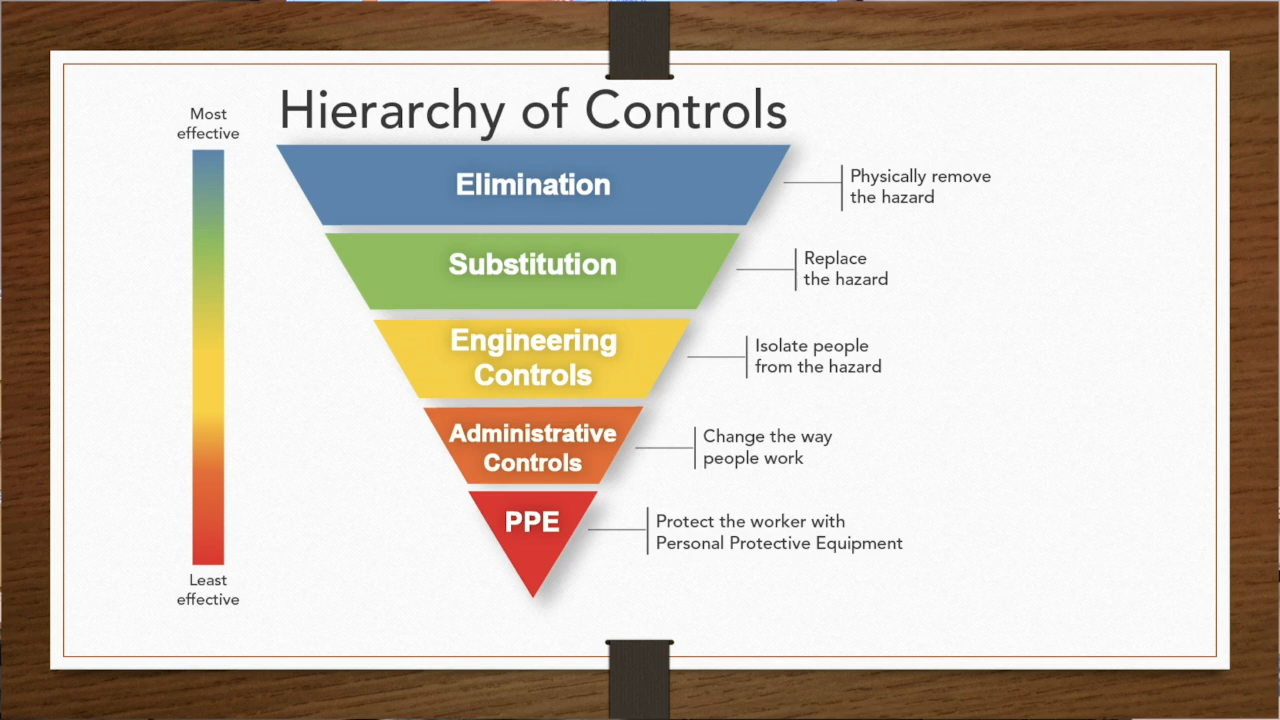 Hierarchy of Controls
Most
effective
Elimination
Physically remove
the hazard
Substitution
Replace
the hazard
Engineering
Controls
Isolate people
from the hazard
Administrative
Controls
Change the way
people work
PPE
Protect the worker with
Personal Protective Equipment
Least
effective